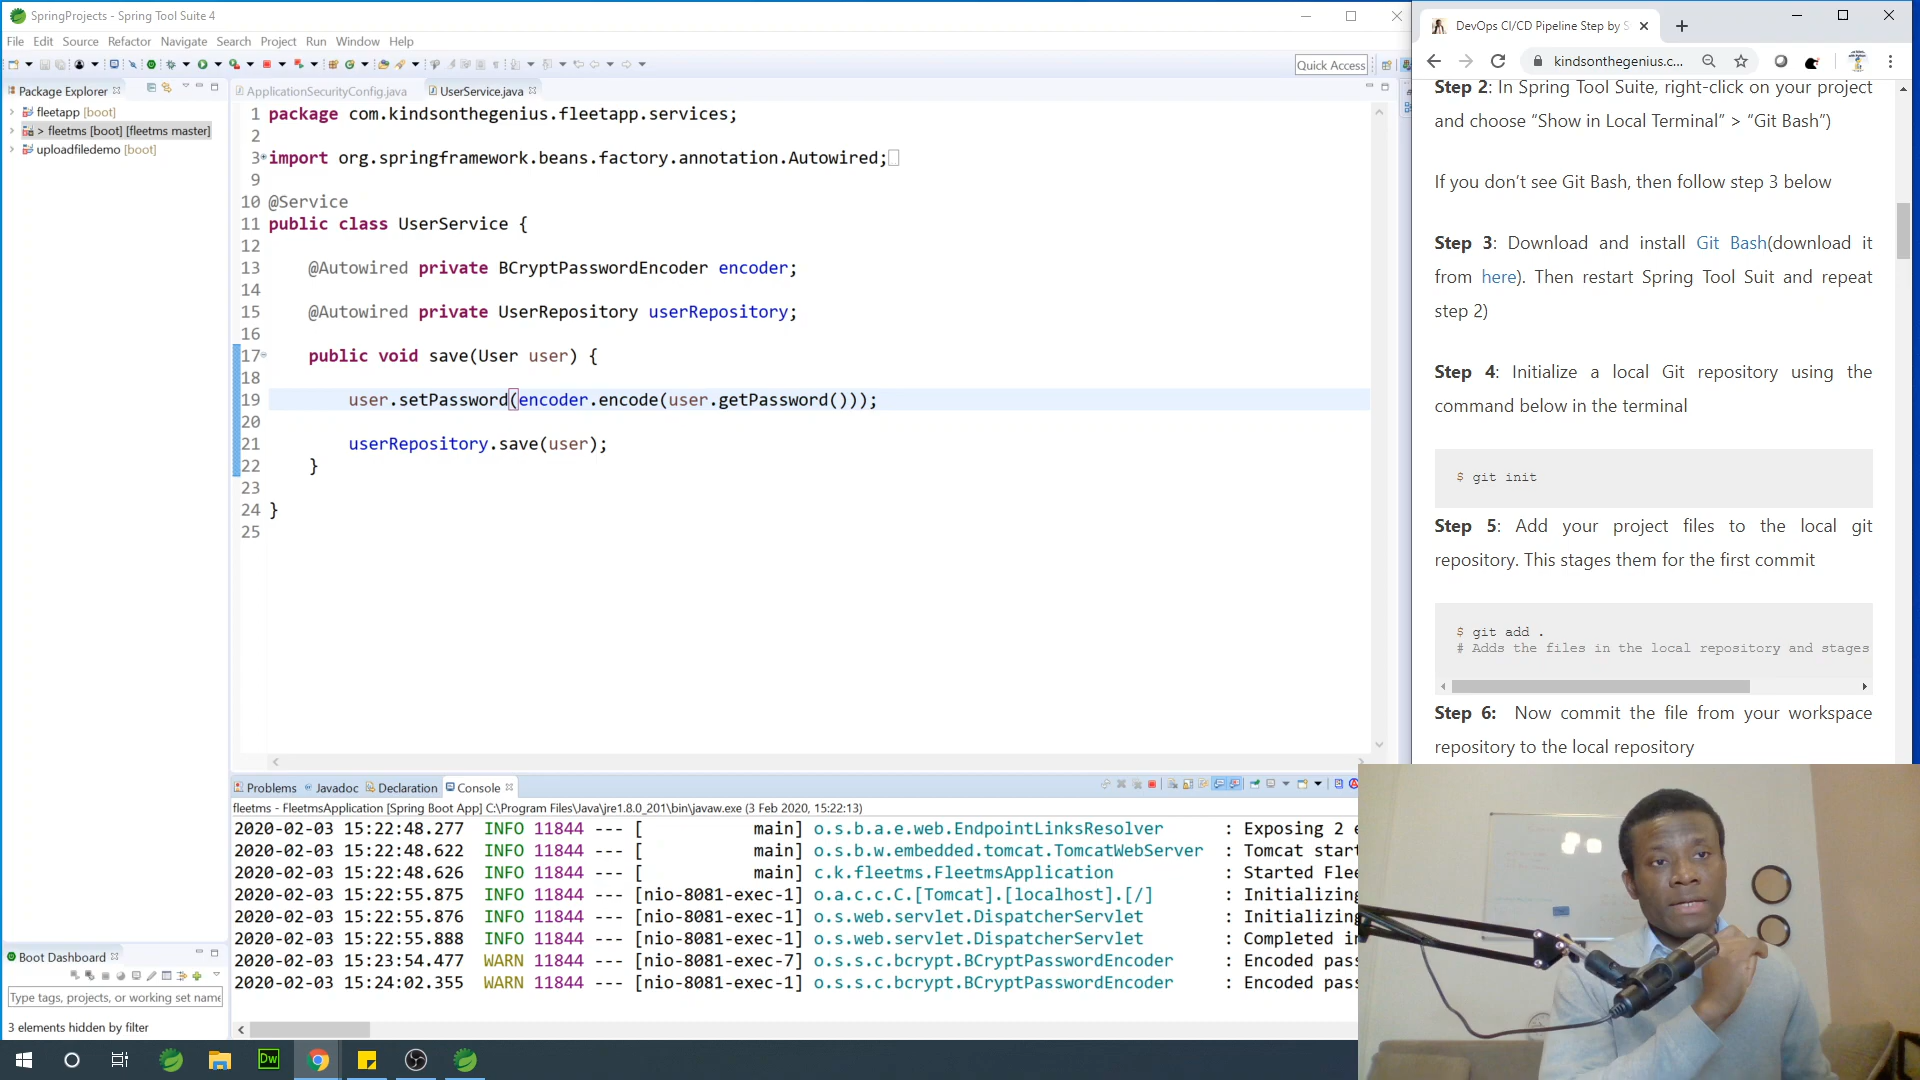 SpringProjects - Spring Tool Suite 4
File Edit Source Refactor Navigate Search Project Run Window Help
Quick Access
Package Explorer
fleetapp [boot]
> fleetms [boot] [fleetms master]
uploadfiledemo [boot]
ApplicationSecurityConfig.java
UserService.java
1 package com.kindsonthegenius.fleetapp.services;
2
3 import org.springframework.beans.factory.annotation.Autowired;
9
10 @Service
11 public class UserService {
12
13 @Autowired private BCryptPasswordEncoder encoder;
14
15 @Autowired private UserRepository userRepository;
16
17 public void save(User user) {
18
19 user.setPassword(encoder.encode(user.getPassword()));
20
21 userRepository.save(user);
22 }
23
24 }
25
Problems Javadoc Declaration Console
fleetms - FleetmsApplication [Spring Boot App] C:\Program Files\Java\jre1.8.0_201\bin\javaw.exe (3 Feb 2020, 15:22:13)
2020-02-03 15:22:48.277 INFO 11844 --- [ main] o.s.b.a.e.web.EndpointLinksResolver : Exposing 2 e
2020-02-03 15:22:48.622 INFO 11844 --- [ main] o.s.b.w.embedded.tomcat.TomcatWebServer : Tomcat start
2020-02-03 15:22:48.626 INFO 11844 --- [ main] c.k.fleetms.FleetmsApplication : Started Flee
2020-02-03 15:22:55.875 INFO 11844 --- [nio-8081-exec-1] o.a.c.c.C.[Tomcat].[localhost].[/] : Initializing
2020-02-03 15:22:55.876 INFO 11844 --- [nio-8081-exec-1] o.s.web.servlet.DispatcherServlet : Initializing
2020-02-03 15:22:55.888 INFO 11844 --- [nio-8081-exec-1] o.s.web.servlet.DispatcherServlet : Completed in
2020-02-03 15:23:54.477 WARN 11844 --- [nio-8081-exec-7] o.s.s.c.bcrypt.BCryptPasswordEncoder : Encoded pass
2020-02-03 15:24:02.355 WARN 11844 --- [nio-8081-exec-1] o.s.s.c.bcrypt.BCryptPasswordEncoder : Encoded pass
Boot Dashboard
Type tags, projects, or working set name
3 elements hidden by filter
Dw
DevOps CI/CD Pipeline Step by S
kindsonthegenius.c...
Step 2: In Spring Tool Suite, right-click on your project
and choose “Show in Local Terminal” > “Git Bash”)
If you don’t see Git Bash, then follow step 3 below
Step 3: Download and install Git Bash(download it
from here). Then restart Spring Tool Suit and repeat
step 2)
Step 4: Initialize a local Git repository using the
command below in the terminal
$ git init
Step 5: Add your project files to the local git
repository. This stages them for the first commit
$ git add .
# Adds the files in the local repository and stages
Step 6: Now commit the file from your workspace
repository to the local repository